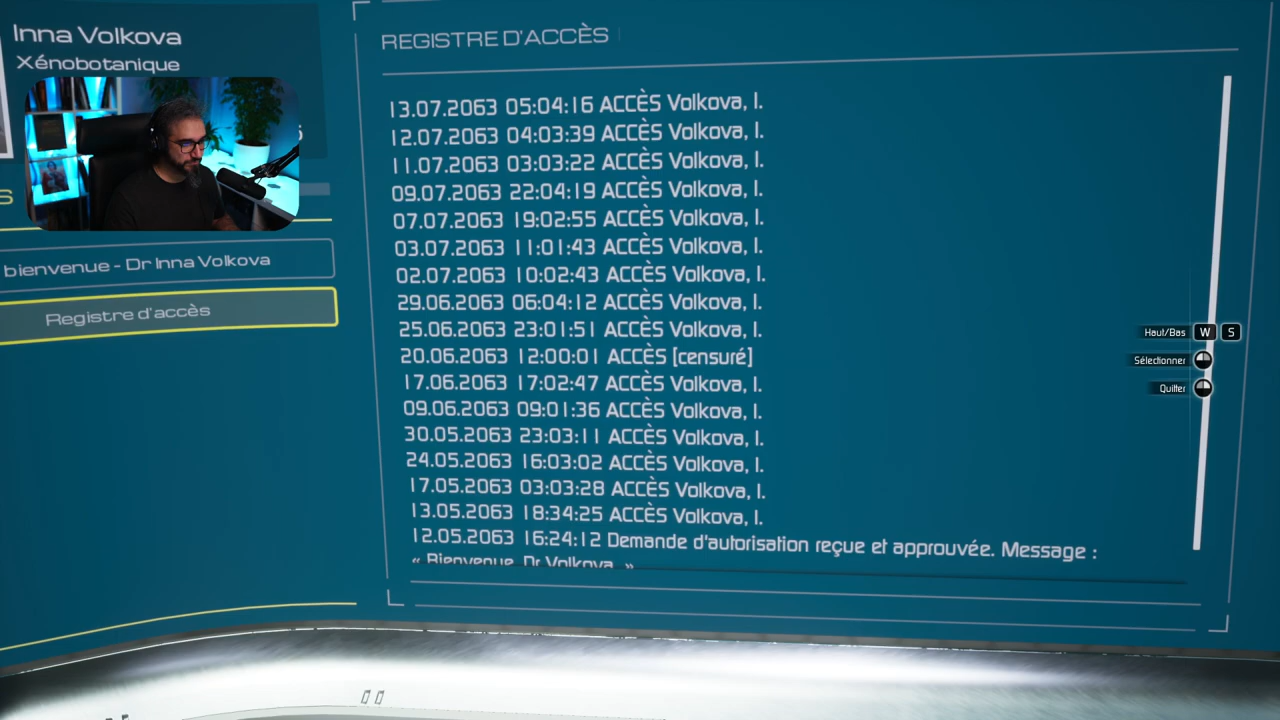 Inna Volkova
Xénobotanique
S
bienvenue - Dr Inna Volkova
Registre d'accès
REGISTRE D'ACCÈS
13.07.2063 05:04:16 ACCÈS Volkova, I.
12.07.2063 04:03:39 ACCÈS Volkova, I.
11.07.2063 03:03:22 ACCÈS Volkova, I.
09.07.2063 22:04:19 ACCÈS Volkova, I.
07.07.2063 19:02:55 ACCÈS Volkova, I.
03.07.2063 11:01:43 ACCÈS Volkova, I.
02.07.2063 10:02:43 ACCÈS Volkova, I.
29.06.2063 06:04:12 ACCÈS Volkova, I.
25.06.2063 23:01:51 ACCÈS Volkova, I.
20.06.2063 12:00:01 ACCÈS [censuré]
17.06.2063 17:02:47 ACCÈS Volkova, I.
09.06.2063 09:01:36 ACCÈS Volkova, I.
30.05.2063 23:03:11 ACCÈS Volkova, I.
24.05.2063 16:03:02 ACCÈS Volkova, I.
17.05.2063 03:03:28 ACCÈS Volkova, I.
13.05.2063 18:34:25 ACCÈS Volkova, I.
12.05.2063 16:24:12 Demande d'autorisation reçue et approuvée. Message :
« Bienvenue, Dr Volkova. »
Haut/Bas W S
Sélectionner
Quitter